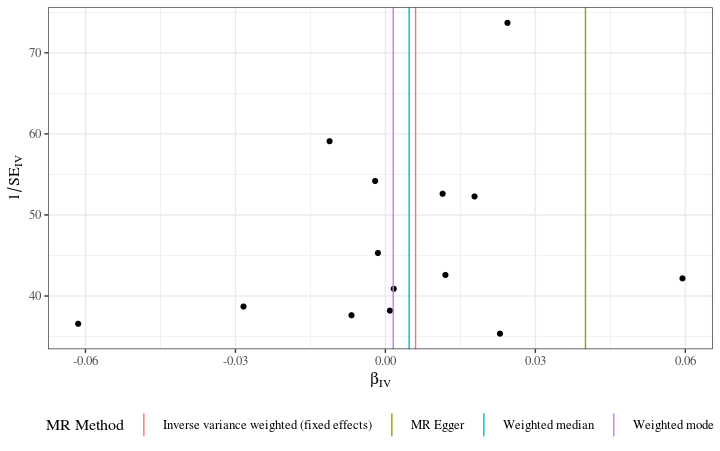 70
60
50
40
1/SE_IV
-0.06 -0.03 0.00 0.03 0.06
β_IV
MR Method Inverse variance weighted (fixed effects) MR Egger Weighted median Weighted mode